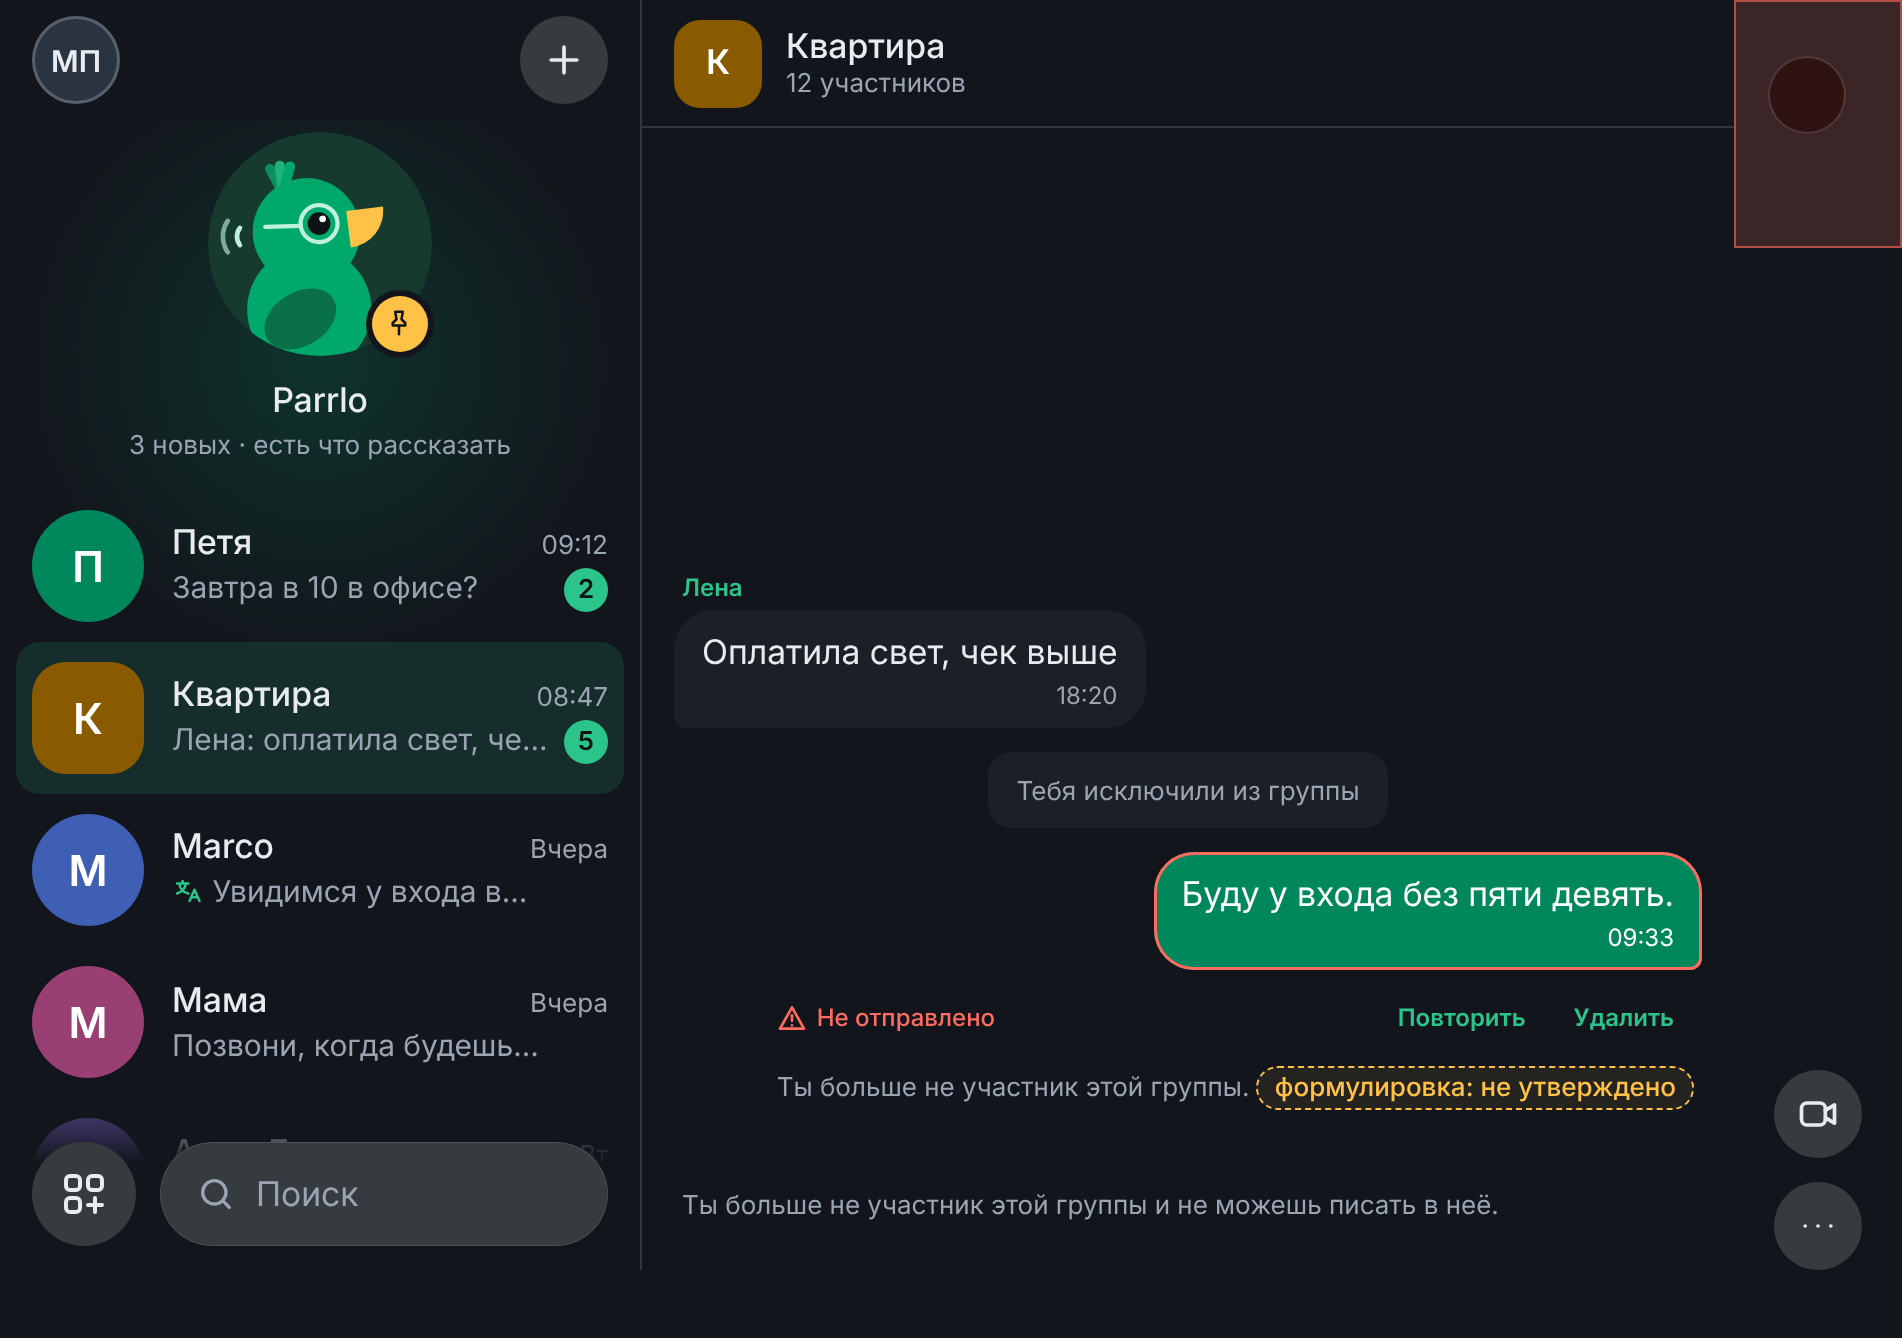 МП
Parrlo
3 новых · есть что рассказать
П
Петя
09:12
Завтра в 10 в офисе?
2
К
Квартира
08:47
Лена: оплатила свет, че...
5
М
Marco
Вчера
Увидимся у входа в...
М
Мама
Вчера
Позвони, когда будешь...
Поиск
К
Квартира
12 участников
Лена
Оплатила свет, чек выше
18:20
Тебя исключили из группы
Буду у входа без пяти девять.
09:33
Не отправлено
Повторить
Удалить
Ты больше не участник этой группы. формулировка: не утверждено
Ты больше не участник этой группы и не можешь писать в неё.